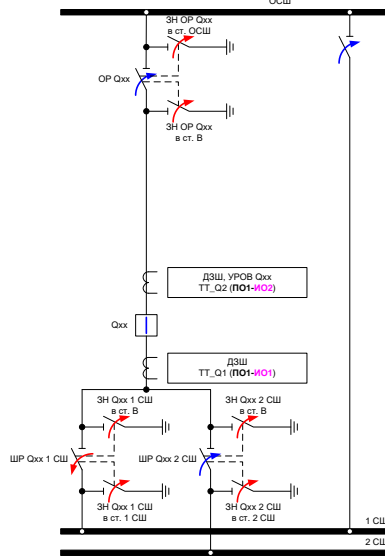 ОСШ
ЗН ОР Qxx
в ст. ОСШ
ОР Qxx
ЗН ОР Qxx
в ст. В
ДЗШ, УРОВ Qxx
ТТ_Q2 (ПО1-ИО2)
Qxx
ДЗШ
ТТ_Q1 (ПО1-ИО1)
ЗН Qxx 1 СШ
в ст. В
ЗН Qxx 2 СШ
в ст. В
ШР Qxx 1 СШ
ШР Qxx 2 СШ
ЗН Qxx 1 СШ
в ст. 1 СШ
ЗН Qxx 2 СШ
в ст. 2 СШ
1 СШ
2 СШ